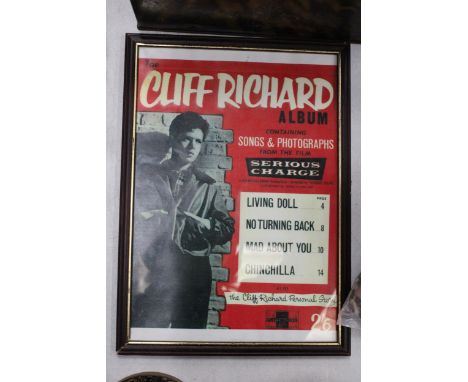 The
CLIFF RICHARD
ALBUM
CONTAINING
SONGS & PHOTOGRAPHS
FROM THE FILM
SERIOUS
CHARGE
PAGE
LIVING DOLL ... 4
NO TURNING BACK .. 8
MAD ABOUT YOU 10
CHINCHILLA ... 14
ALSO
the Cliff Richard Personal Story
2/6